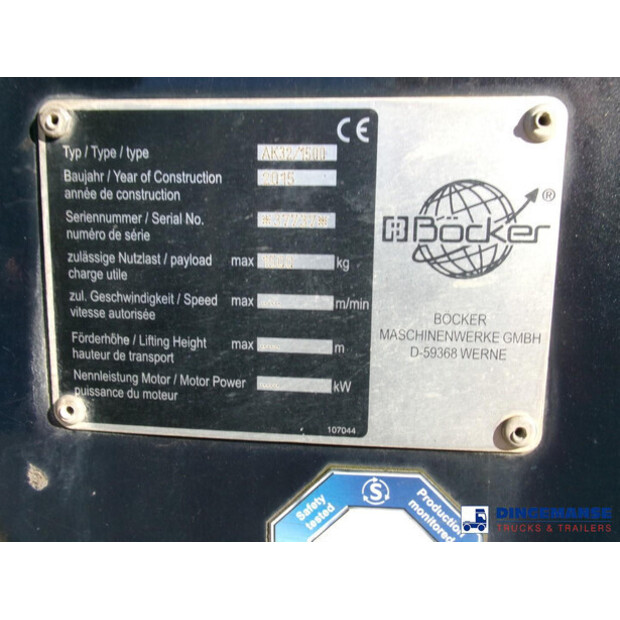 CE
Typ / Type / type AK32/1500
Baujahr / Year of Construction 2015
année de construction
Seriennummer / Serial No.
numéro de série
zulässige Nutzlast / payload max kg
charge utile
zul. Geschwindigkeit / Speed max m/min
vitesse autorisée
Förderhöhe / Lifting Height max m
hauteur de transport
Nennleistung Motor / Motor Power kW
puissance du moteur
107044
Böcker ®
BÖCKER
MASCHINENWERKE GMBH
D-59368 WERNE
Safety
tested
S
Production
monitored
TRUCKS & TRAILERS